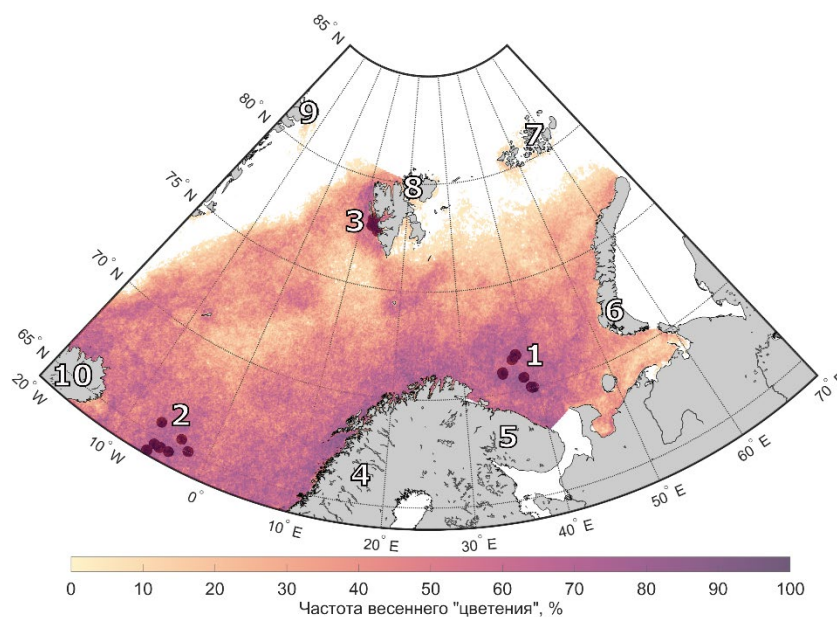 85° N
80° N
75° N
70° N
65° N
20° W
10° W
0°
10° E
20° E
30° E
40° E
50° E
60° E
70° E
9
7
8
3
6
1
10
2
5
4
0 10 20 30 40 50 60 70 80 90 100
Частота весеннего "цветения", %